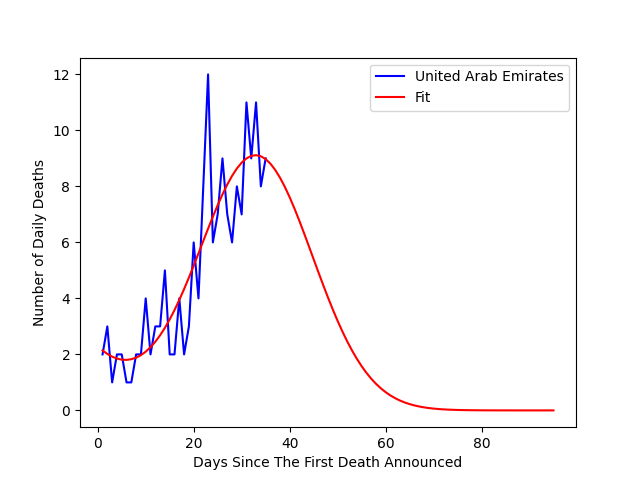 United Arab Emirates
Fit
12
10
8
6
4
2
0
Number of Daily Deaths
0 20 40 60 80
Days Since The First Death Announced